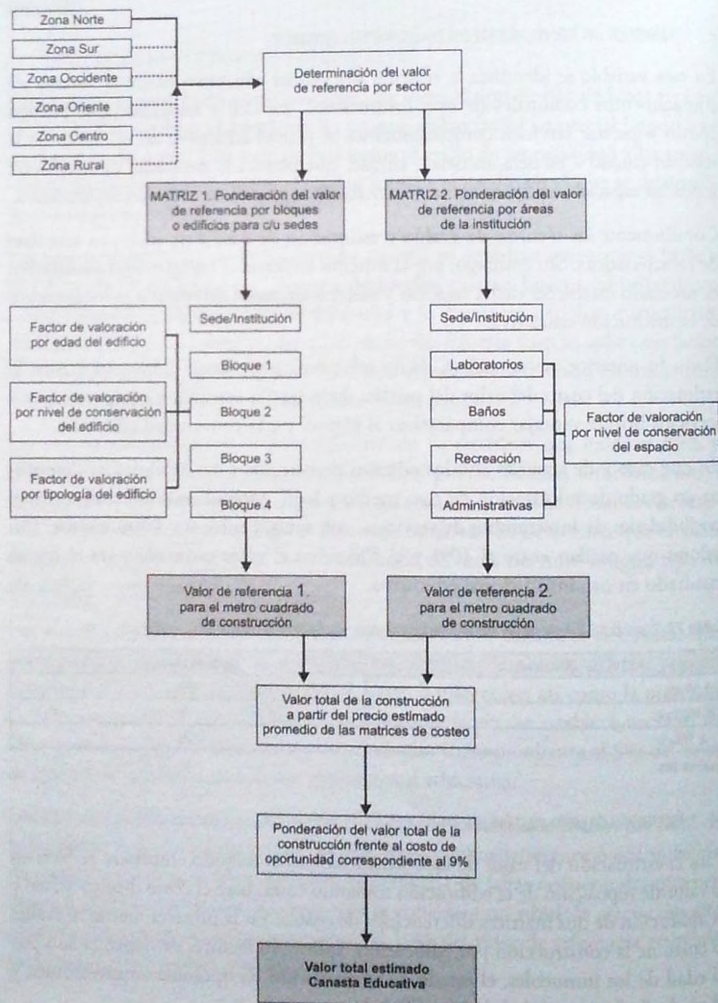 Zona Norte
Zona Sur
Zona Occidente
Zona Oriente
Zona Centro
Zona Rural
Determinación del valor
de referencia por sector
MATRIZ 1. Ponderación del valor
de referencia por bloques
o edificios para c/u sedes
MATRIZ 2. Ponderación del valor
de referencia por áreas
de la institución
Factor de valoración
por edad del edificio
Factor de valoración
por nivel de conservación
del edificio
Factor de valoración
por tipología del edificio
Sede/Institución
Bloque 1
Bloque 2
Bloque 3
Bloque 4
Sede/Institución
Laboratorios
Baños
Recreación
Administrativas
Factor de valoración
por nivel de conservación
del espacio
Valor de referencia 1.
para el metro cuadrado
de construcción
Valor de referencia 2.
para el metro cuadrado
de construcción
Valor total de la construcción
a partir del precio estimado
promedio de las matrices de costeo
Ponderación del valor total de la
construcción frente al costo de
oportunidad correspondiente al 9%
Valor total estimado
Canasta Educativa